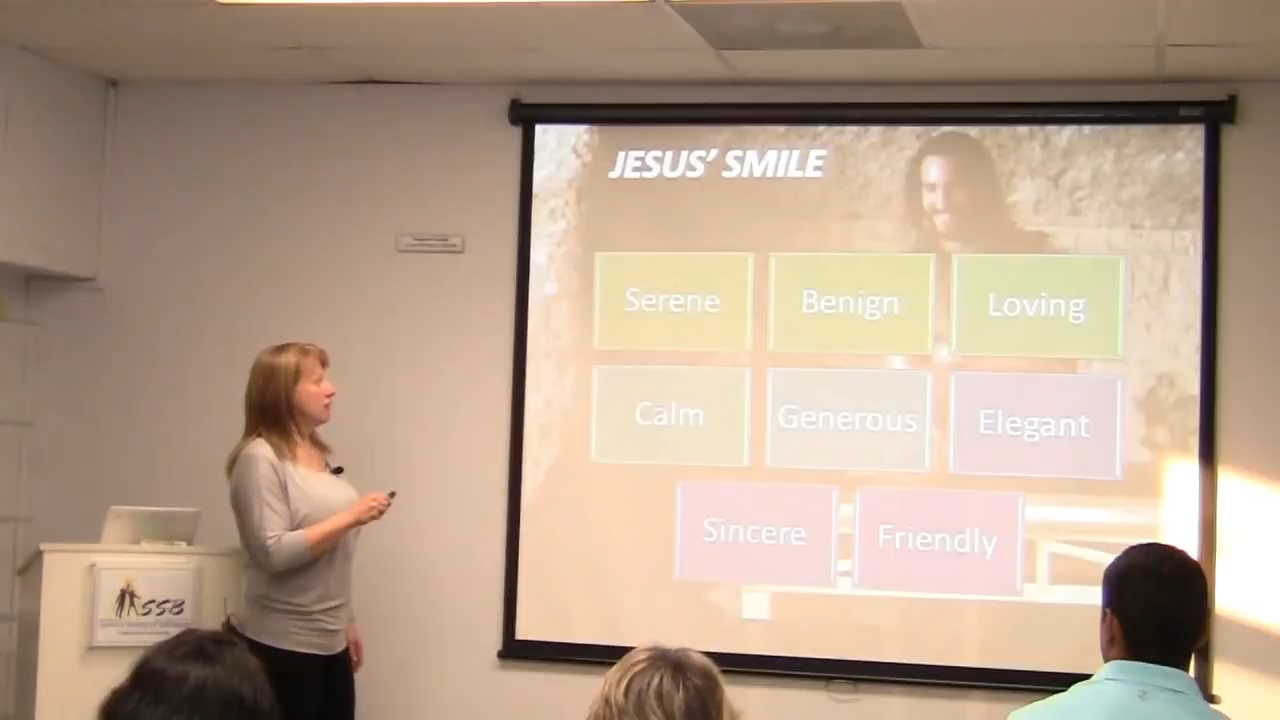 JESUS' SMILE
Serene
Benign
Loving
Calm
Generous
Elegant
Sincere
Friendly
SSB